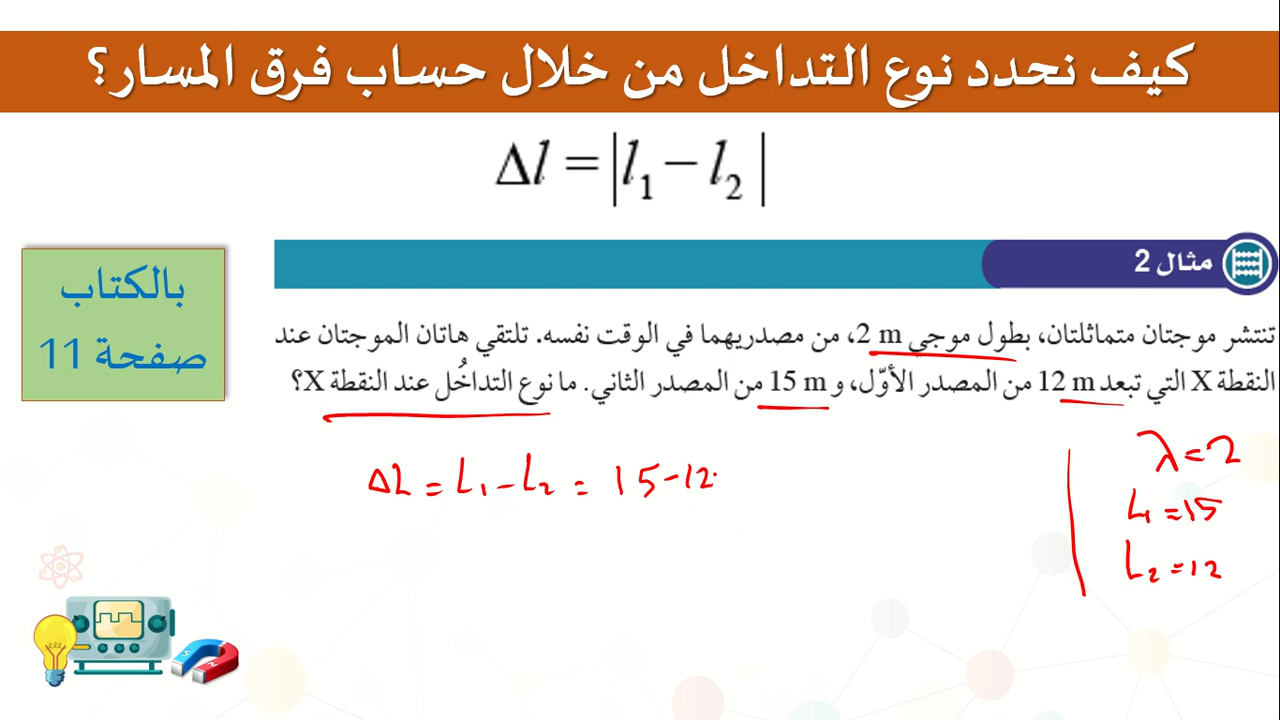 كيف نحدد نوع التداخل من خلال حساب فرق المسار؟
Δl = |l₁ − l₂|
مثال 2
بالكتاب
صفحة 11
تنتشر موجتان متماثلتان، بطول موجي 2 m، من مصدريهما في الوقت نفسه. تلتقي هاتان الموجتان عند
النقطة X التي تبعد 12 m من المصدر الأوّل، و 15 m من المصدر الثاني. ما نوع التداخُل عند النقطة X؟
λ = 2
L₁ = 15
L₂ = 12
ΔL = L₁ - L₂ = 15-12